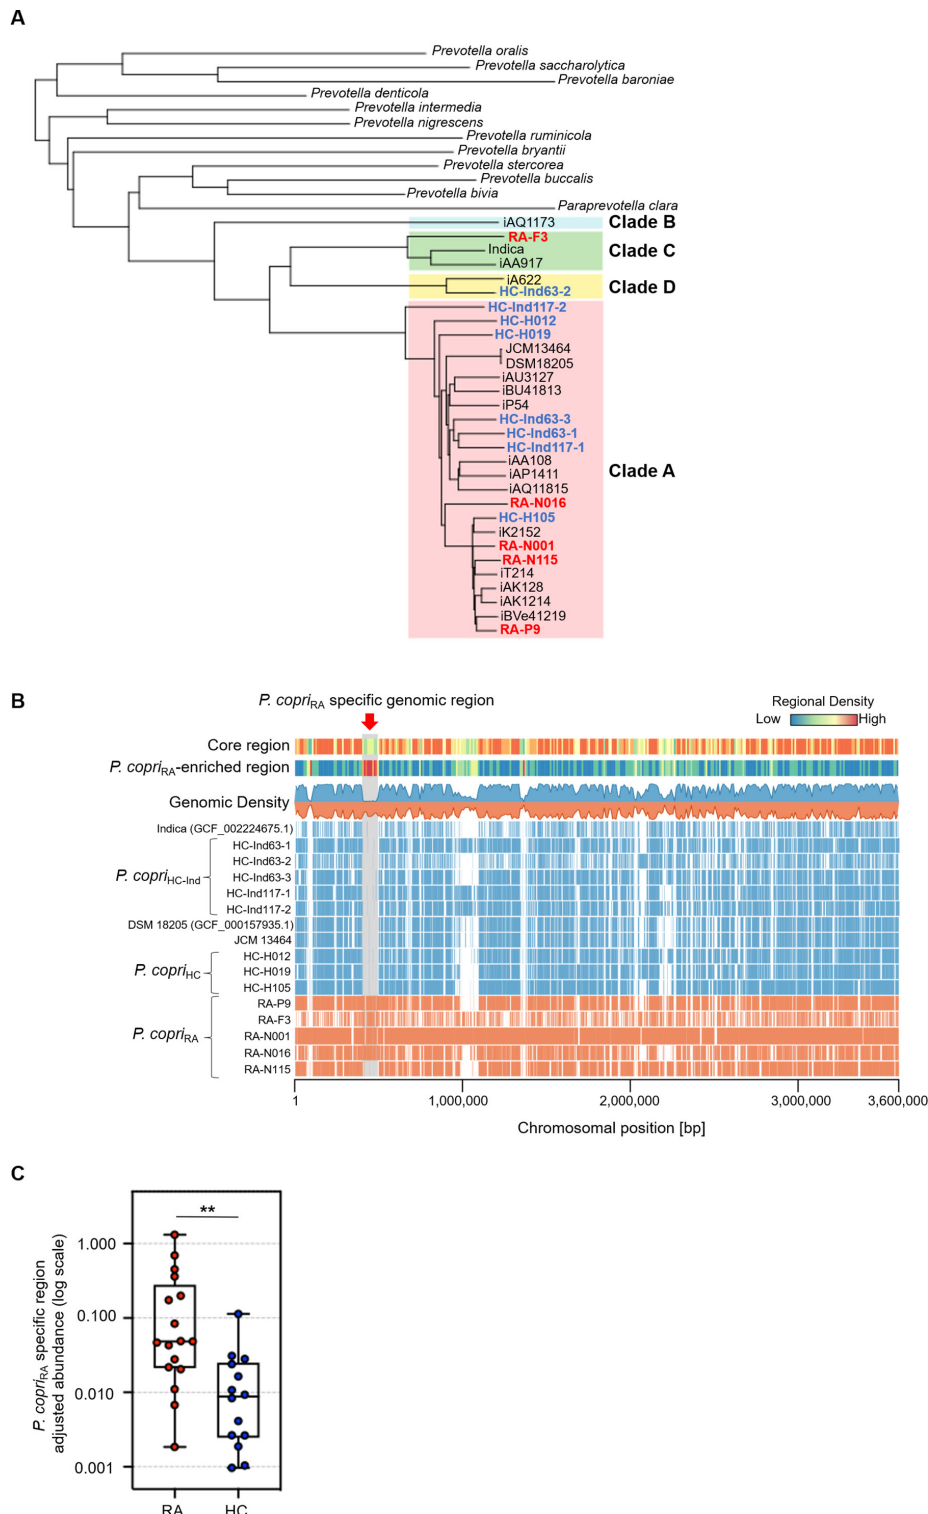 A
Prevotella oralis
Prevotella saccharolytica
Prevotella baroniae
Prevotella denticola
Prevotella intermedia
Prevotella nigrescens
Prevotella ruminicola
Prevotella bryantii
Prevotella stercorea
Prevotella buccalis
Prevotella bivia
Paraprevotella clara
iAQ1173
Clade B
RA-F3
Indica
Clade C
iAA917
iA622
Clade D
HC-Ind63-2
HC-Ind117-2
HC-H012
HC-H019
JCM13464
DSM18205
iAU3127
iBU41813
iP54
HC-Ind63-3
HC-Ind63-1
HC-Ind117-1
iAA108
Clade A
iAP1411
iAQ11815
RA-N016
HC-H105
iK2152
RA-N001
RA-N115
iT214
iAK128
iAK1214
iBVe41219
RA-P9
B
P. copriRA specific genomic region
Regional Density
Low High
Core region
P. copriRA-enriched region
Genomic Density
Indica (GCF_002224675.1)
HC-Ind63-1
HC-Ind63-2
P. copriHC-Ind
HC-Ind63-3
HC-Ind117-1
HC-Ind117-2
DSM 18205 (GCF_000157935.1)
JCM 13464
HC-H012
P. copriHC
HC-H019
HC-H105
RA-P9
RA-F3
P. copriRA
RA-N001
RA-N016
RA-N115
1 1,000,000 2,000,000 3,000,000 3,600,000
Chromosomal position [bp]
C
P. copriRA specific region
adjusted abundance (log scale)
**
1.000
0.100
0.010
0.001
RA HC